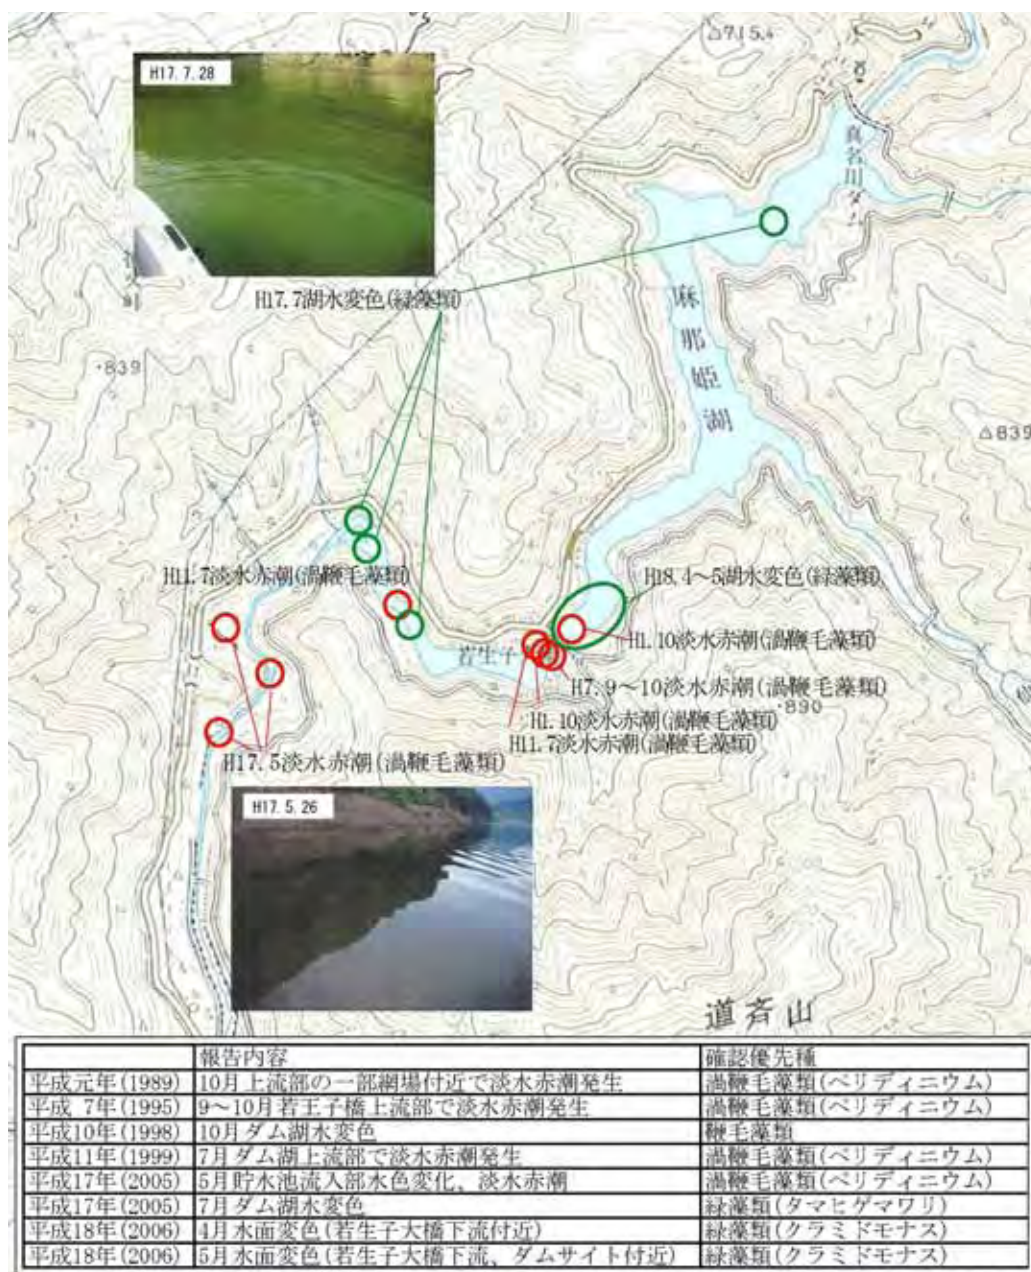 △715.4
H17.7.28
真名川ダム
H17.7湖水変色(緑藻類)
麻那姫湖
・839
△839
H11.7淡水赤潮(渦鞭毛藻類)
H18.4～5湖水変色(緑藻類)
H1.10淡水赤潮(渦鞭毛藻類)
若生子
H7.9～10淡水赤潮(渦鞭毛藻類)
・890
H1.10淡水赤潮(渦鞭毛藻類)
H11.7淡水赤潮(渦鞭毛藻類)
H17.5淡水赤潮(渦鞭毛藻類)
H17.5.26
道斉山
報告内容 確認優先種
平成元年(1989) 10月上流部の一部網場付近で淡水赤潮発生 渦鞭毛藻類(ペリディニウム)
平成 7年(1995) 9～10月若王子橋上流部で淡水赤潮発生 渦鞭毛藻類(ペリディニウム)
平成10年(1998) 10月ダム湖水変色 鞭毛藻類
平成11年(1999) 7月ダム湖上流部で淡水赤潮発生 渦鞭毛藻類(ペリディニウム)
平成17年(2005) 5月貯水池流入部水色変化、淡水赤潮 渦鞭毛藻類(ペリディニウム)
平成17年(2005) 7月ダム湖水変色 緑藻類(タマヒゲマワリ)
平成18年(2006) 4月水面変色(若生子大橋下流付近) 緑藻類(クラミドモナス)
平成18年(2006) 5月水面変色(若生子大橋下流、ダムサイト付近) 緑藻類(クラミドモナス)